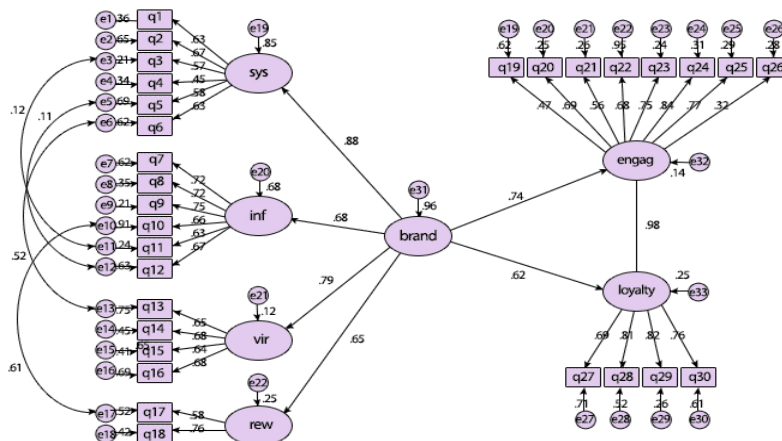 e1 .36 q1
e2 .65 q2
e3 .21 q3
e4 .34 q4
e5 .69 q5
e6 .62 q6
.63
.67
.57
.45
.58
.63
e19
.85
sys
.12
.11
.52
.61
e7 .62 q7
e8 .35 q8
e9 .21 q9
e10 .91 q10
e11 .24 q11
e12 .63 q12
.72
.72
.75
.66
.63
.67
e20
.68
inf
e13 .75 q13
e14 .45 q14
e15 .41 q15
e16 .69 q16
.65
.68
.64
.68
e21
.12
vir
e17 .52 q17
e18 .42 q18
.58
.76
e22
.25
rew
.88
.68
.79
.65
e31
.96
brand
.74
.62
e19 e20 e21 e22 e23 e24 e25 e26
.62 .25 .26 .95 .24 .31 .29 .28
q19 q20 q21 q22 q23 q24 q25 q26
.47 .69 .56 .68 .75 .84 .77 .32
engag
e32
.14
.98
loyalty
.25
e33
.69 .81 .82 .76
q27 q28 q29 q30
.71 .52 .26 .61
e27 e28 e29 e30